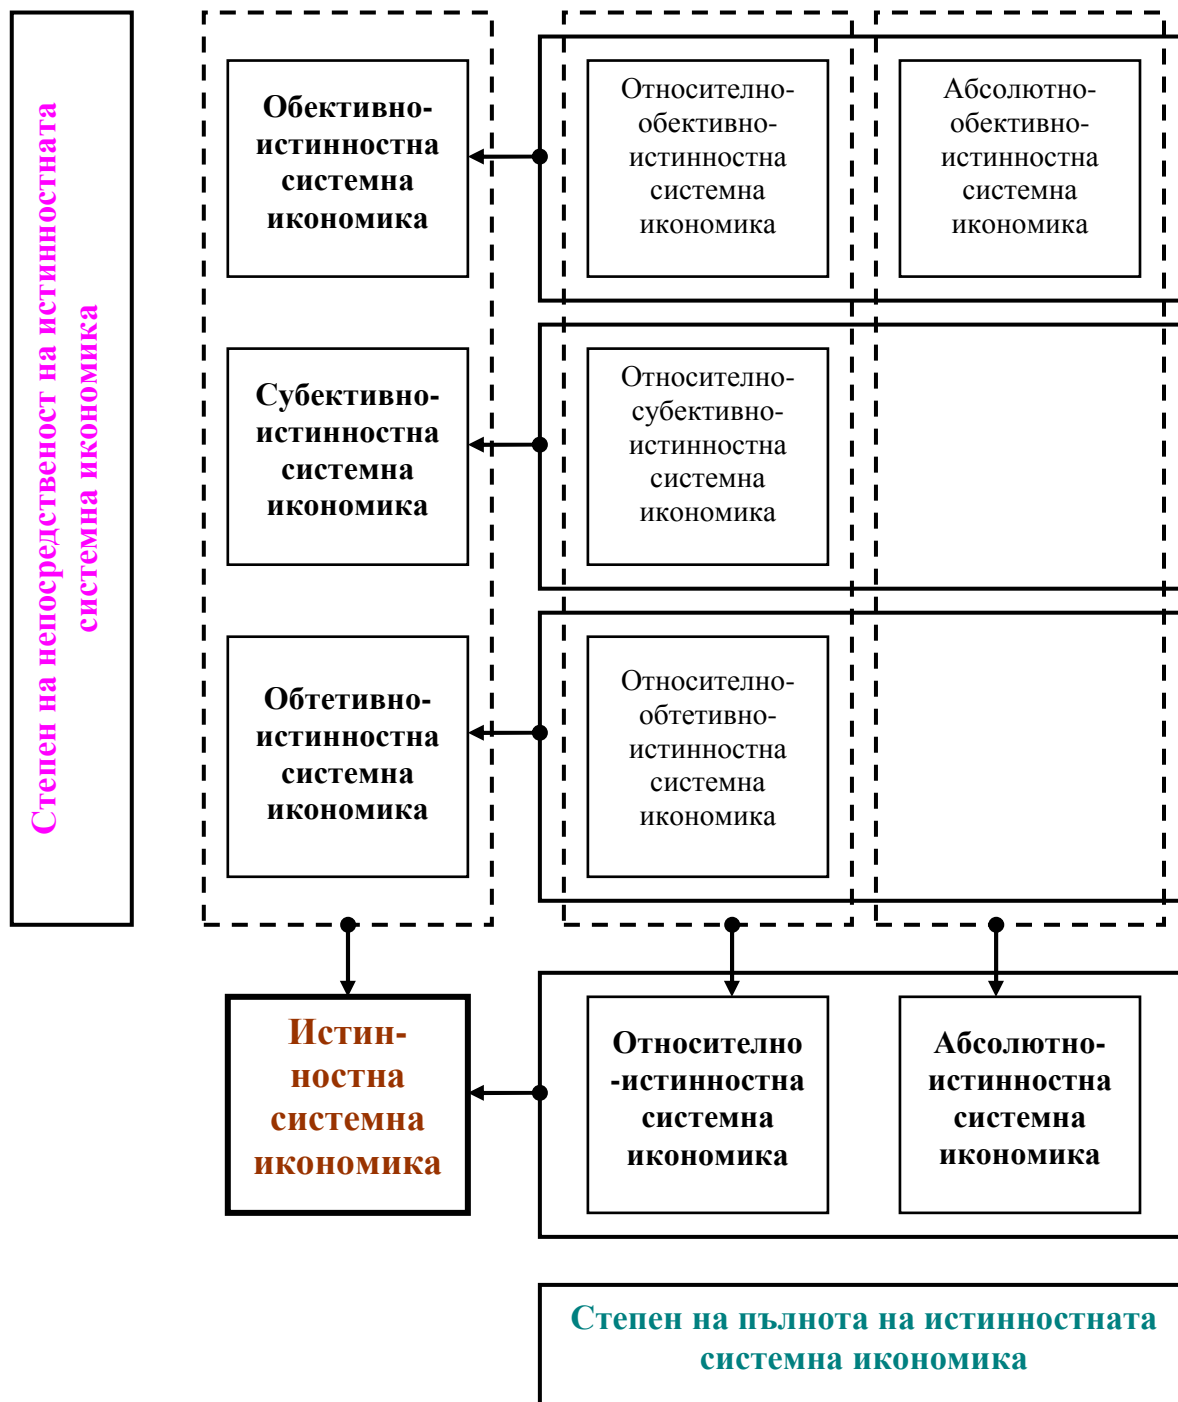 Степен на непосредственост на истинностната
системна икономика
Обективно-
истинностна
системна
икономика
Относително-
обективно-
истинностна
системна
икономика
Абсолютно-
обективно-
истинностна
системна
икономика
Субективно-
истинностна
системна
икономика
Относително-
субективно-
истинностна
системна
икономика
Обтетивно-
истинностна
системна
икономика
Относително-
обтетивно-
истинностна
системна
икономика
Истин-
ностна
системна
икономика
Относително
-истинностна
системна
икономика
Абсолютно-
истинностна
системна
икономика
Степен на пълнота на истинностната
системна икономика